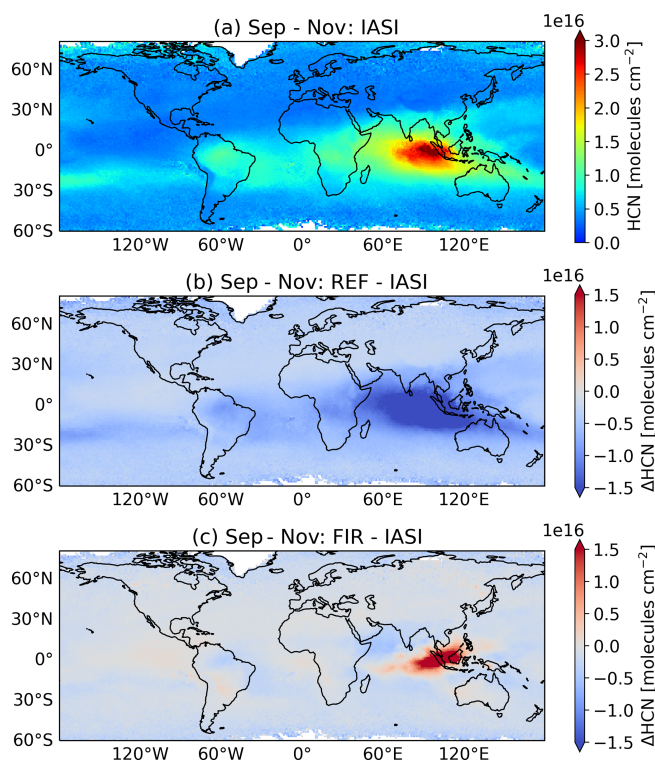 (a) Sep - Nov: IASI
1e16
60°N
30°N
0°
30°S
60°S
120°W 60°W 0° 60°E 120°E
3.0
2.5
2.0
1.5
1.0
0.5
0.0
HCN [molecules cm−2]
(b) Sep - Nov: REF - IASI
1e16
60°N
30°N
0°
30°S
60°S
120°W 60°W 0° 60°E 120°E
1.5
1.0
0.5
0.0
−0.5
−1.0
−1.5
ΔHCN [molecules cm−2]
(c) Sep - Nov: FIR - IASI
1e16
60°N
30°N
0°
30°S
60°S
120°W 60°W 0° 60°E 120°E
1.5
1.0
0.5
0.0
−0.5
−1.0
−1.5
ΔHCN [molecules cm−2]